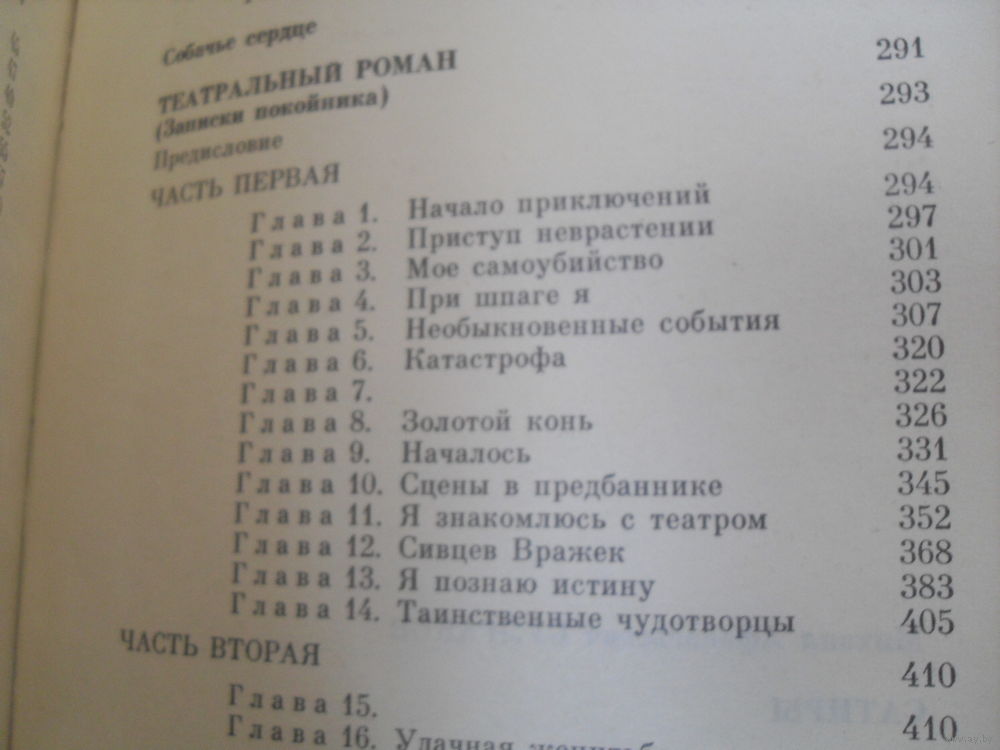 Собачье сердце
ТЕАТРАЛЬНЫЙ РОМАН 291
(Записки покойника)
Предисловие 293
ЧАСТЬ ПЕРВАЯ 294
Глава 1. Начало приключений 294
Глава 2. Приступ неврастении 297
Глава 3. Мое самоубийство 301
Глава 4. При шпаге я 303
Глава 5. Необыкновенные события 307
Глава 6. Катастрофа 320
Глава 7. 322
Глава 8. Золотой конь 326
Глава 9. Началось 331
Глава 10. Сцены в предбаннике 345
Глава 11. Я знакомлюсь с театром 352
Глава 12. Сивцев Вражек 368
Глава 13. Я познаю истину 383
Глава 14. Таинственные чудотворцы 405
ЧАСТЬ ВТОРАЯ 410
Глава 15. 410
Глава 16. Удачная